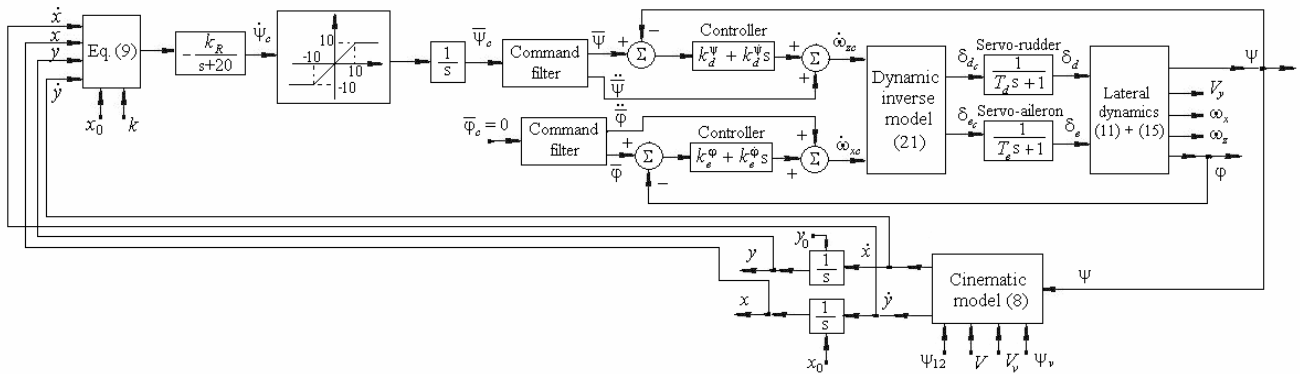 ẋ
x
y
ẏ
Eq. (9)
x₀
k
- k_R / s+20
ψ̇_c
10
-10
10
-10
1/s
ψ̅_c
Command
filter
ψ̅
ψ̅̈
+
−
Σ
Controller
k_d^ψ + k_d^ψ̇ s
+
+
Σ
ω̇_zc
φ̅_c = 0
Command
filter
φ̅̈
φ̅
+
−
Σ
Controller
k_e^φ + k_e^φ̇ s
+
+
Σ
ω̇_xc
Dynamic
inverse
model
(21)
δ_dc
Servo-rudder
1 / T_d s + 1
δ_d
δ_ec
Servo-aileron
1 / T_e s + 1
δ_e
Lateral
dynamics
(11) + (15)
ψ
V_y
ω_x
ω_z
φ
y₀
y
1/s
ẋ
x
1/s
ẏ
x₀
Cinematic
model (8)
ψ
ψ₁₂
V
V_v
ψ_v